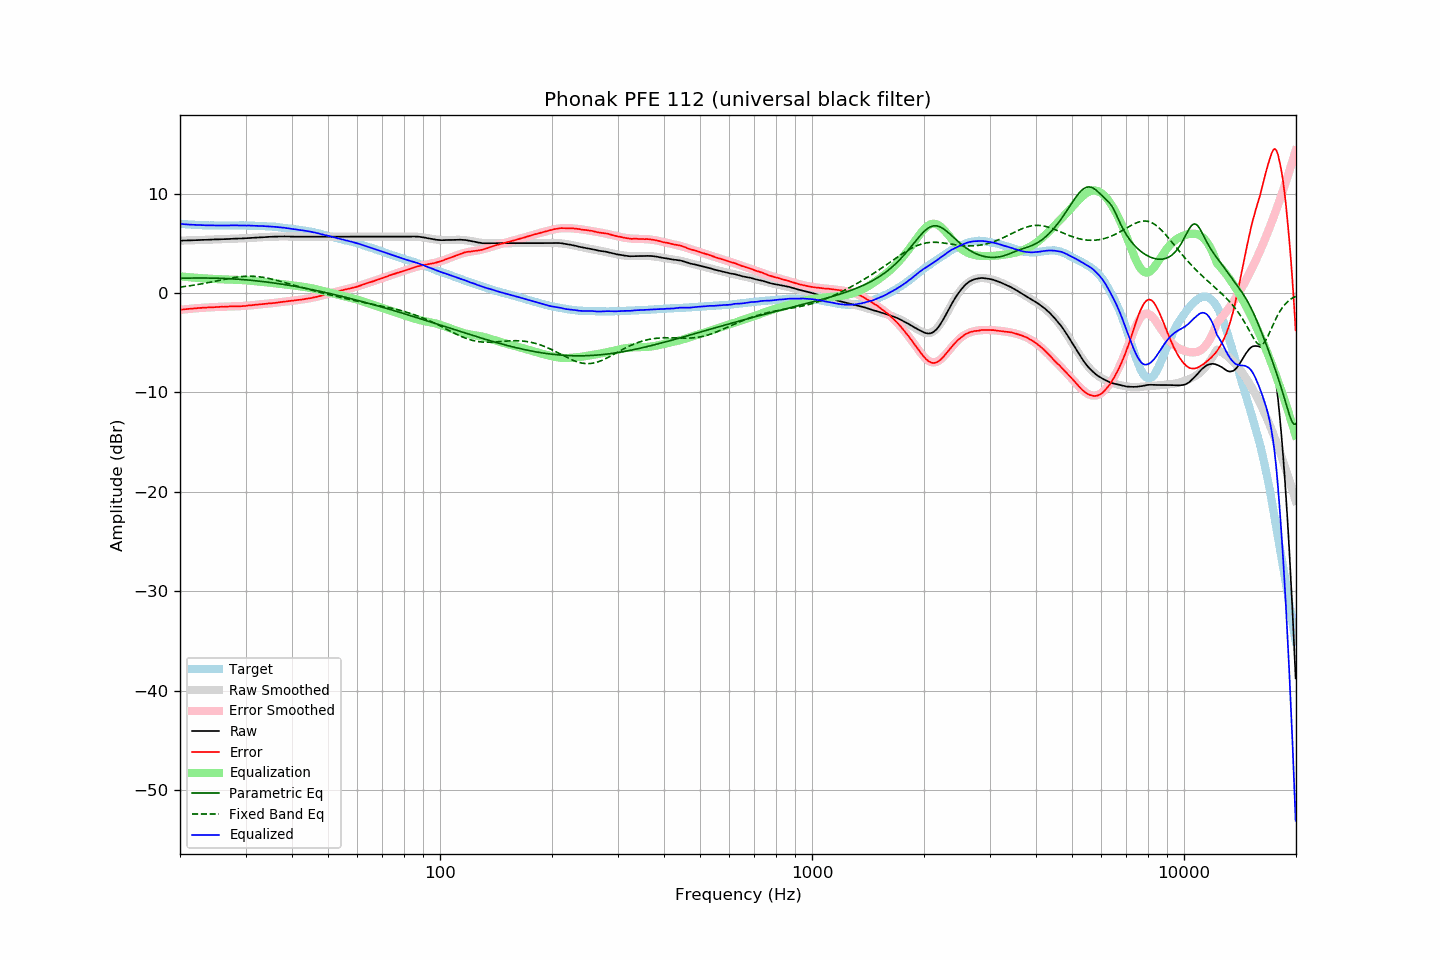 Phonak PFE 112 (universal black filter)
10
0
−10
−20
−30
−40
−50
Amplitude (dBr)
Target
Raw Smoothed
Error Smoothed
Raw
Error
Equalization
Parametric Eq
Fixed Band Eq
Equalized
100
1000
10000
Frequency (Hz)